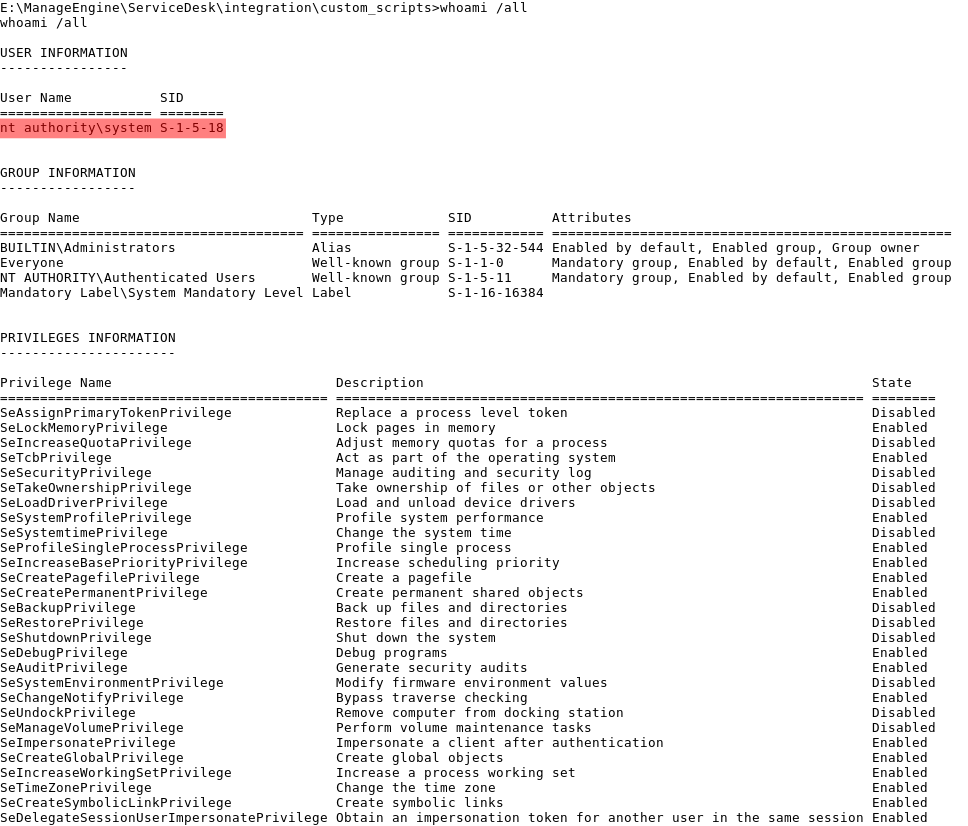 E:\ManageEngine\ServiceDesk\integration\custom_scripts>whoami /all
whoami /all
USER INFORMATION
----------------
User Name           SID
=================== ========
nt authority\system S-1-5-18
GROUP INFORMATION
-----------------
Group Name                             Type             SID          Attributes
====================================== ================ ============ ==================================================
BUILTIN\Administrators                 Alias            S-1-5-32-544 Enabled by default, Enabled group, Group owner
Everyone                               Well-known group S-1-1-0      Mandatory group, Enabled by default, Enabled group
NT AUTHORITY\Authenticated Users       Well-known group S-1-5-11     Mandatory group, Enabled by default, Enabled group
Mandatory Label\System Mandatory Level Label            S-1-16-16384
PRIVILEGES INFORMATION
----------------------
Privilege Name                            Description                                                        State
========================================= ================================================================== ========
SeAssignPrimaryTokenPrivilege             Replace a process level token                                      Disabled
SeLockMemoryPrivilege                     Lock pages in memory                                               Enabled
SeIncreaseQuotaPrivilege                  Adjust memory quotas for a process                                 Disabled
SeTcbPrivilege                            Act as part of the operating system                                Enabled
SeSecurityPrivilege                       Manage auditing and security log                                   Disabled
SeTakeOwnershipPrivilege                  Take ownership of files or other objects                           Disabled
SeLoadDriverPrivilege                     Load and unload device drivers                                     Disabled
SeSystemProfilePrivilege                  Profile system performance                                         Enabled
SeSystemtimePrivilege                     Change the system time                                             Disabled
SeProfileSingleProcessPrivilege           Profile single process                                             Enabled
SeIncreaseBasePriorityPrivilege           Increase scheduling priority                                       Enabled
SeCreatePagefilePrivilege                 Create a pagefile                                                  Enabled
SeCreatePermanentPrivilege                Create permanent shared objects                                    Enabled
SeBackupPrivilege                         Back up files and directories                                      Disabled
SeRestorePrivilege                        Restore files and directories                                      Disabled
SeShutdownPrivilege                       Shut down the system                                               Disabled
SeDebugPrivilege                          Debug programs                                                     Enabled
SeAuditPrivilege                          Generate security audits                                           Enabled
SeSystemEnvironmentPrivilege              Modify firmware environment values                                 Disabled
SeChangeNotifyPrivilege                   Bypass traverse checking                                           Enabled
SeUndockPrivilege                         Remove computer from docking station                               Disabled
SeManageVolumePrivilege                   Perform volume maintenance tasks                                   Disabled
SeImpersonatePrivilege                    Impersonate a client after authentication                          Enabled
SeCreateGlobalPrivilege                   Create global objects                                              Enabled
SeIncreaseWorkingSetPrivilege             Increase a process working set                                     Enabled
SeTimeZonePrivilege                       Change the time zone                                               Enabled
SeCreateSymbolicLinkPrivilege             Create symbolic links                                              Enabled
SeDelegateSessionUserImpersonatePrivilege Obtain an impersonation token for another user in the same session Enabled